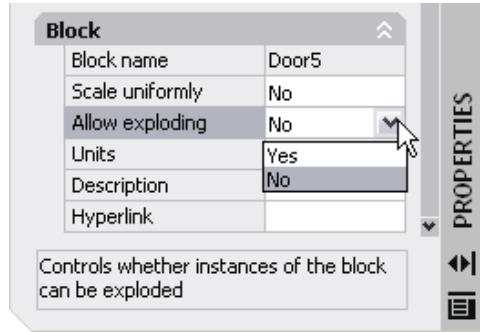 Block
Block name Door5
Scale uniformly No
Allow exploding No
Units Yes
Description No
Hyperlink
Controls whether instances of the block
can be exploded
PROPERTIES